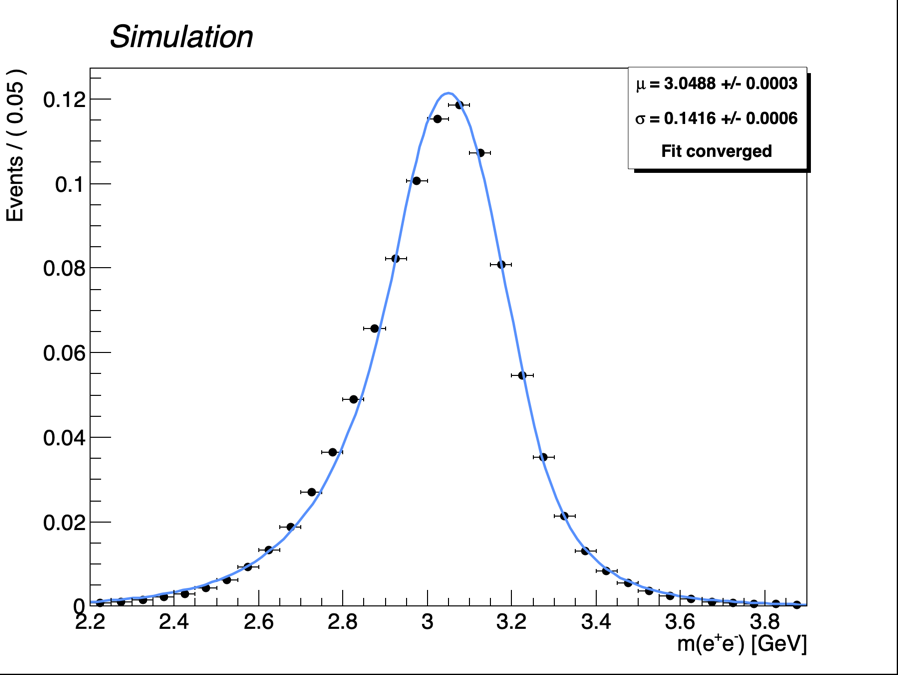 Simulation
μ = 3.0488 +/- 0.0003
σ = 0.1416 +/- 0.0006
Fit converged
Events / ( 0.05 )
0.12
0.1
0.08
0.06
0.04
0.02
0
2.2 2.4 2.6 2.8 3 3.2 3.4 3.6 3.8
m(e⁺e⁻) [GeV]